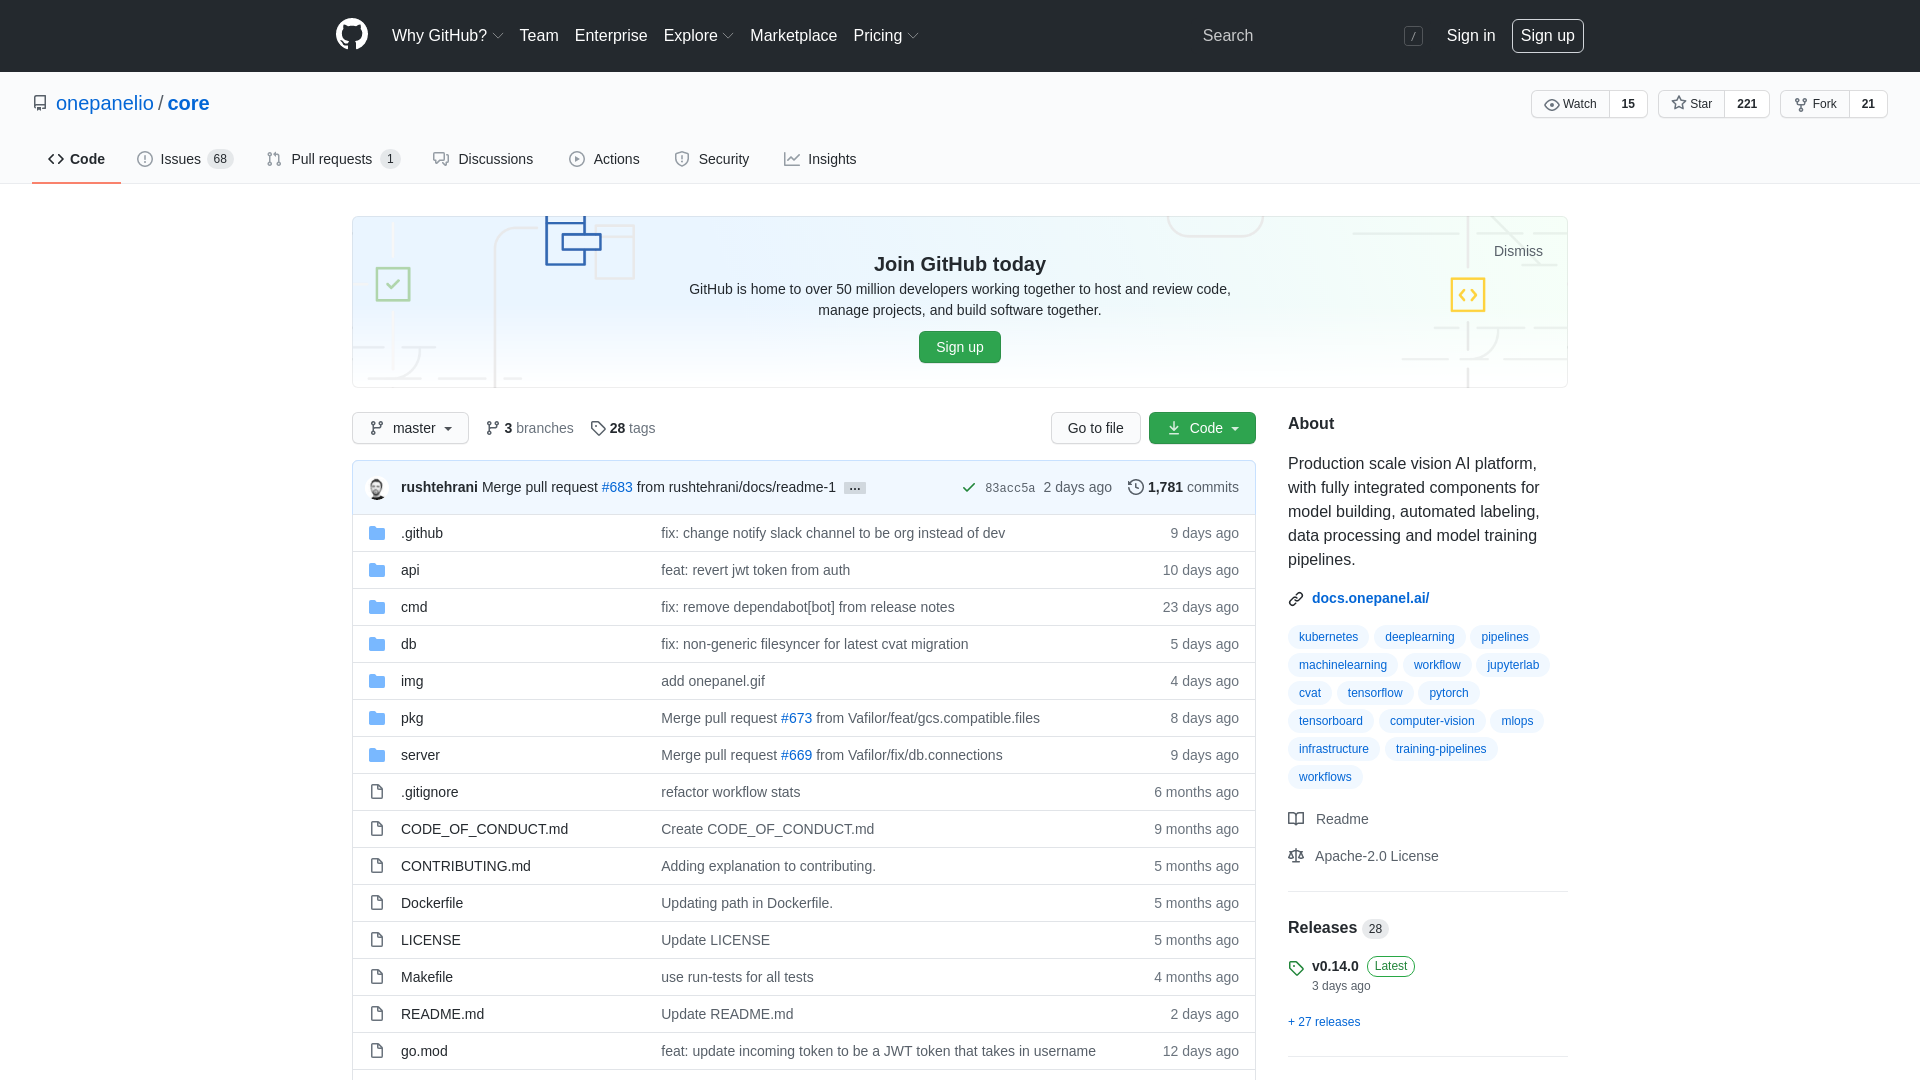 Why GitHub? Team Enterprise Explore Marketplace Pricing Search / Sign in Sign up
onepanelio / core Watch 15 Star 221 Fork 21
Code Issues 68 Pull requests 1 Discussions Actions Security Insights
Dismiss
Join GitHub today
GitHub is home to over 50 million developers working together to host and review code,
manage projects, and build software together.
Sign up
master 3 branches 28 tags Go to file Code
rushtehrani Merge pull request #683 from rushtehrani/docs/readme-1 … 83acc5a 2 days ago 1,781 commits
.github fix: change notify slack channel to be org instead of dev 9 days ago
api feat: revert jwt token from auth 10 days ago
cmd fix: remove dependabot[bot] from release notes 23 days ago
db fix: non-generic filesyncer for latest cvat migration 5 days ago
img add onepanel.gif 4 days ago
pkg Merge pull request #673 from Vafilor/feat/gcs.compatible.files 8 days ago
server Merge pull request #669 from Vafilor/fix/db.connections 9 days ago
.gitignore refactor workflow stats 6 months ago
CODE_OF_CONDUCT.md Create CODE_OF_CONDUCT.md 9 months ago
CONTRIBUTING.md Adding explanation to contributing. 5 months ago
Dockerfile Updating path in Dockerfile. 5 months ago
LICENSE Update LICENSE 5 months ago
Makefile use run-tests for all tests 4 months ago
README.md Update README.md 2 days ago
go.mod feat: update incoming token to be a JWT token that takes in username 12 days ago
About
Production scale vision AI platform,
with fully integrated components for
model building, automated labeling,
data processing and model training
pipelines.
docs.onepanel.ai/
kubernetes deeplearning pipelines
machinelearning workflow jupyterlab
cvat tensorflow pytorch
tensorboard computer-vision mlops
infrastructure training-pipelines
workflows
Readme
Apache-2.0 License
Releases 28
v0.14.0 Latest
3 days ago
+ 27 releases